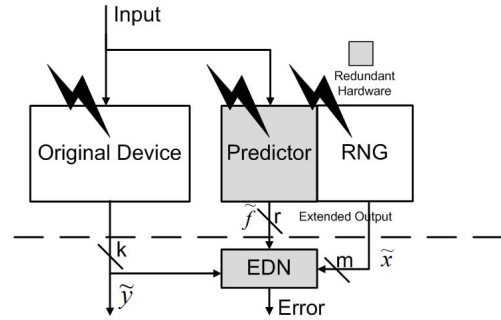 Input
Redundant
Hardware
Original Device
Predictor
RNG
f̃
r
Extended Output
k
EDN
m
x̃
ỹ
Error